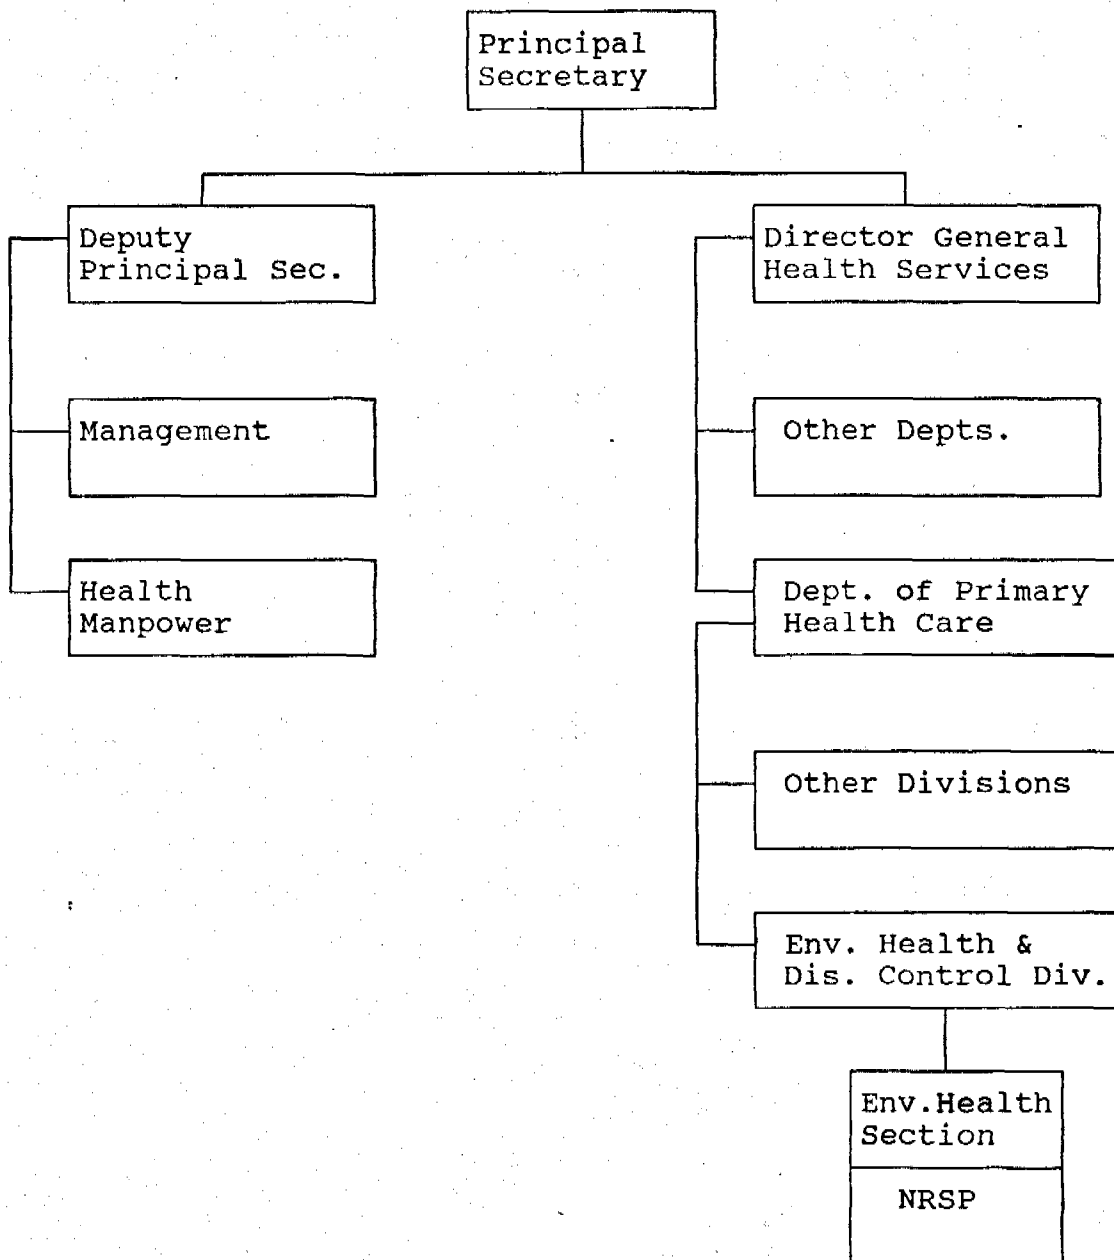 Principal
Secretary
Deputy
Principal Sec.
Director General
Health Services
Management
Other Depts.
Health
Manpower
Dept. of Primary
Health Care
Other Divisions
Env. Health &
Dis. Control Div.
Env.Health
Section
NRSP